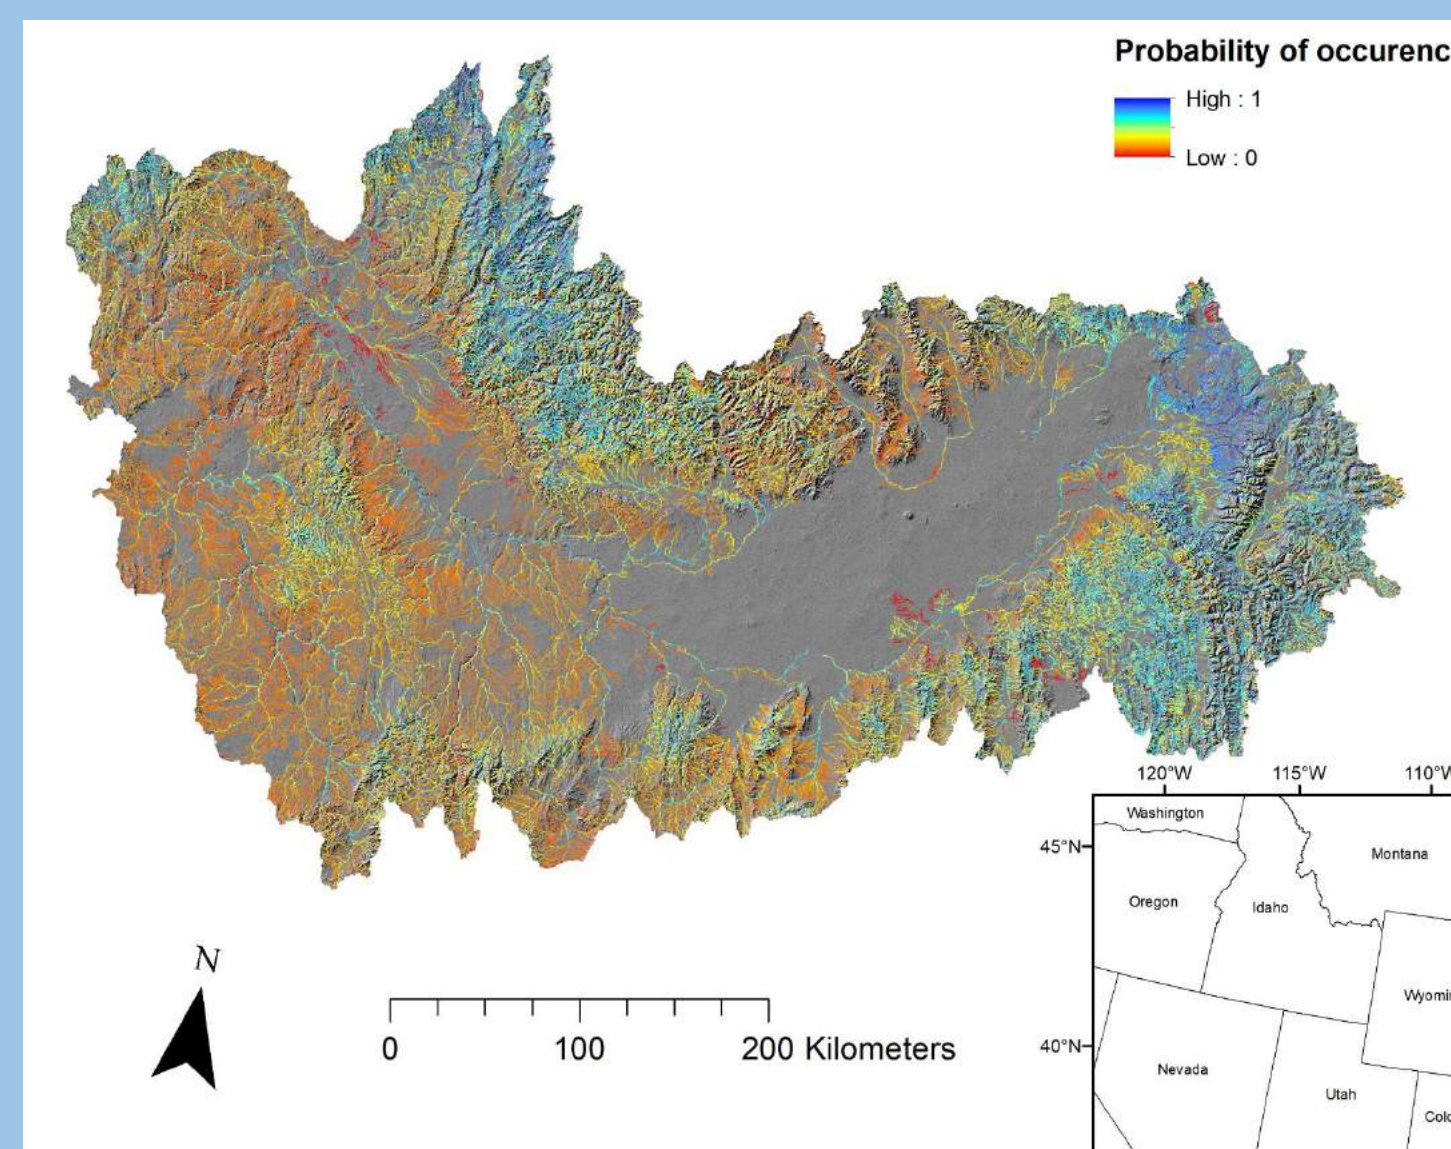 Probability of occurenc
High : 1
Low : 0
120°W 115°W 110°W
Washington
45°N
Montana
Oregon
Idaho
N
Wyomin
0 100 200 Kilometers
40°N
Nevada
Utah
Colo